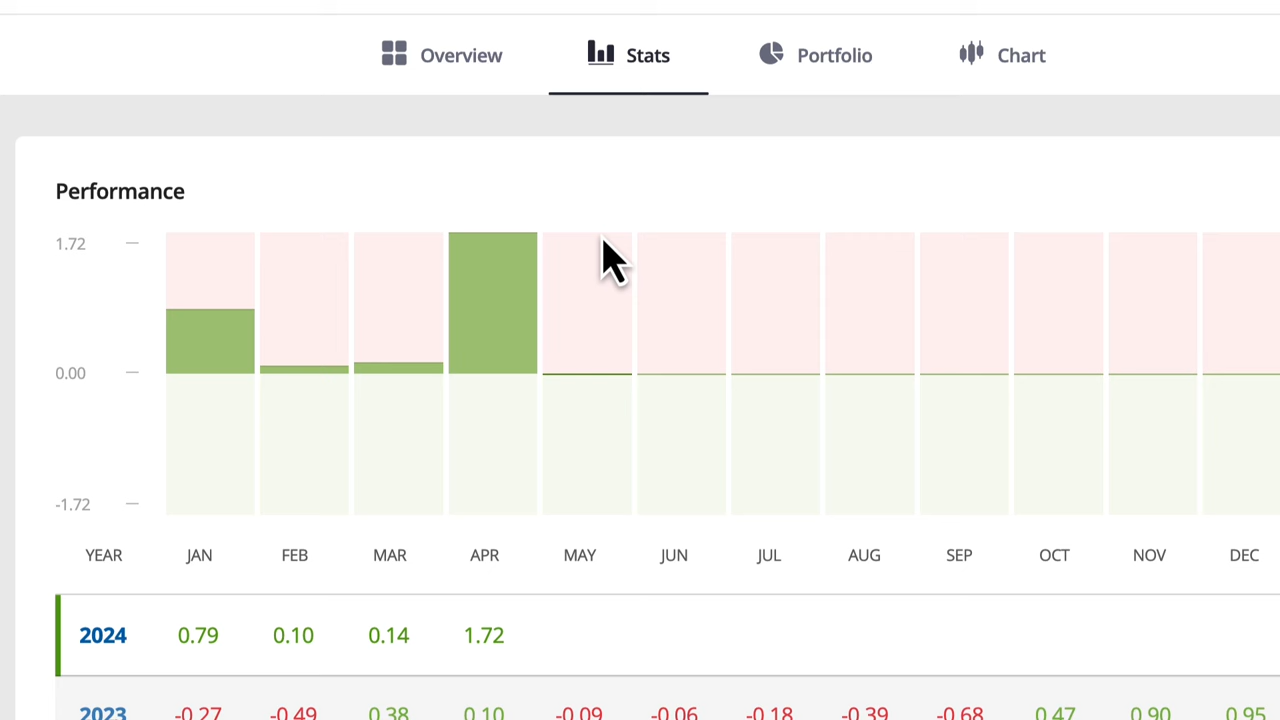 Overview Stats Portfolio Chart
Performance
1.72
0.00
-1.72
YEAR JAN FEB MAR APR MAY JUN JUL AUG SEP OCT NOV DEC
2024 0.79 0.10 0.14 1.72
2023 -0.27 -0.49 0.38 0.10 -0.09 -0.06 -0.18 -0.39 -0.68 0.47 0.90 0.95